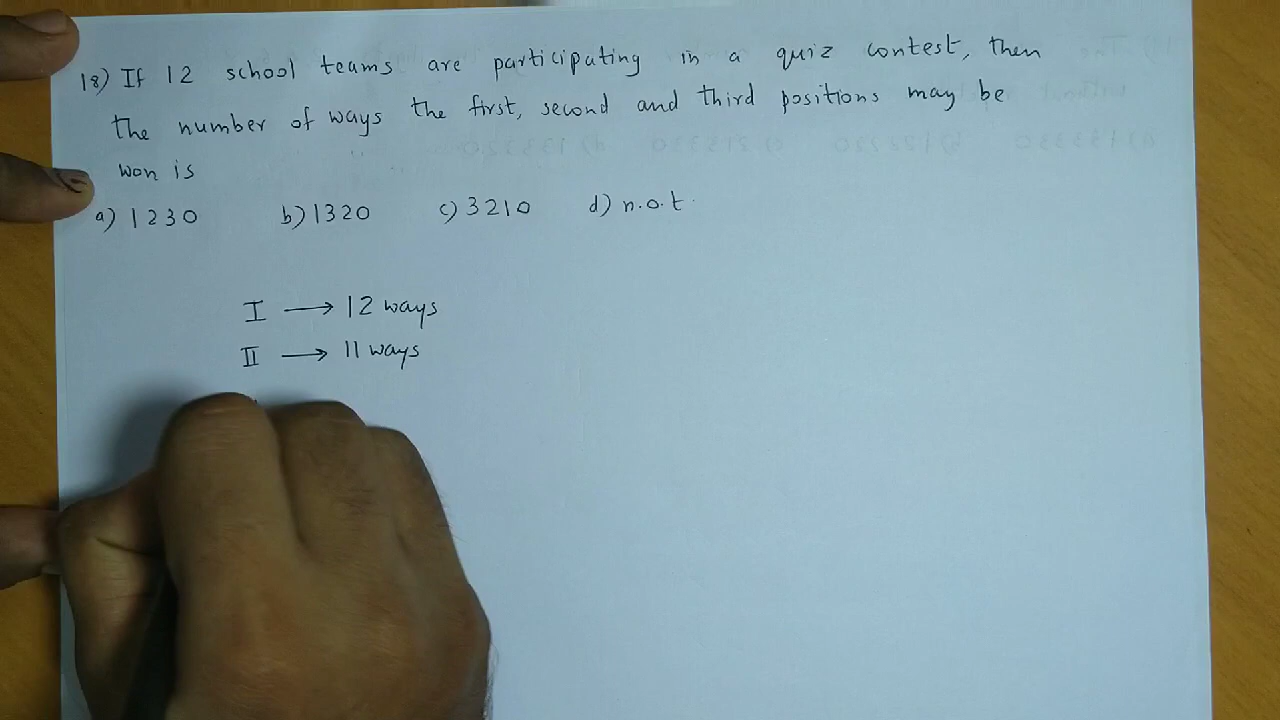 18) If 12 school teams are participating in a quiz contest, then
the number of ways the first, second and third positions may be
won is
a) 1230 b) 1320 c) 3210 d) n.o.t.
I → 12 ways
II → 11 ways